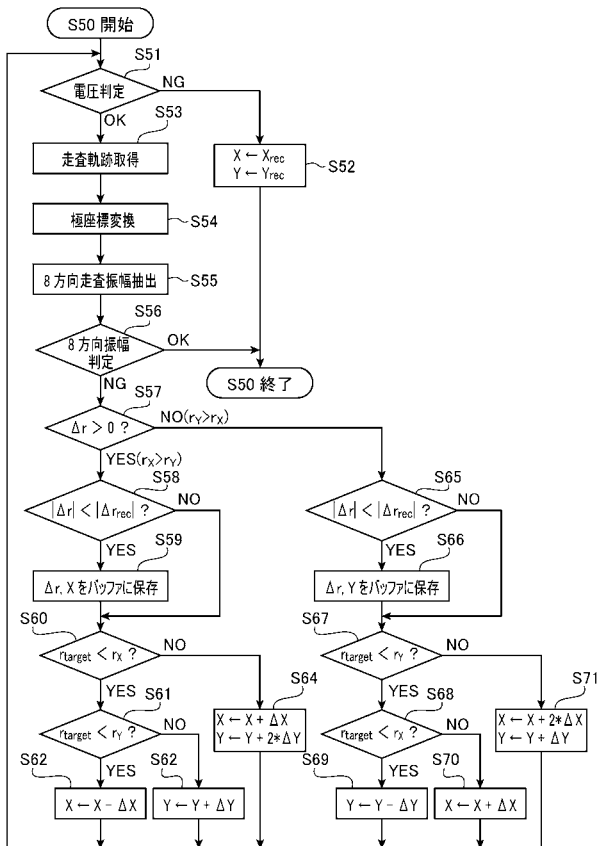 S50 開始
S51
電圧判定
NG
OK
S53
走査軌跡取得
X ← Xrec
Y ← Yrec
S52
極座標変換
S54
8方向走査振幅抽出
S55
S56
8方向振幅
判定
OK
NG
S50 終了
S57
Δr > 0 ?
NO(rY>rX)
YES(rX>rY)
S58
|Δr| < |Δrrec| ?
NO
YES
S59
Δr, X をバッファに保存
S65
|Δr| < |Δrrec| ?
NO
YES
S66
Δr, Y をバッファに保存
S60
rtarget < rX ?
NO
YES
S67
rtarget < rY ?
NO
YES
S61
rtarget < rY ?
NO
YES
S64
X ← X + ΔX
Y ← Y + 2*ΔY
S68
rtarget < rX ?
NO
YES
S71
X ← X + 2*ΔX
Y ← Y + ΔY
S62
X ← X − ΔX
S62
Y ← Y + ΔY
S69
Y ← Y − ΔY
S70
X ← X + ΔX